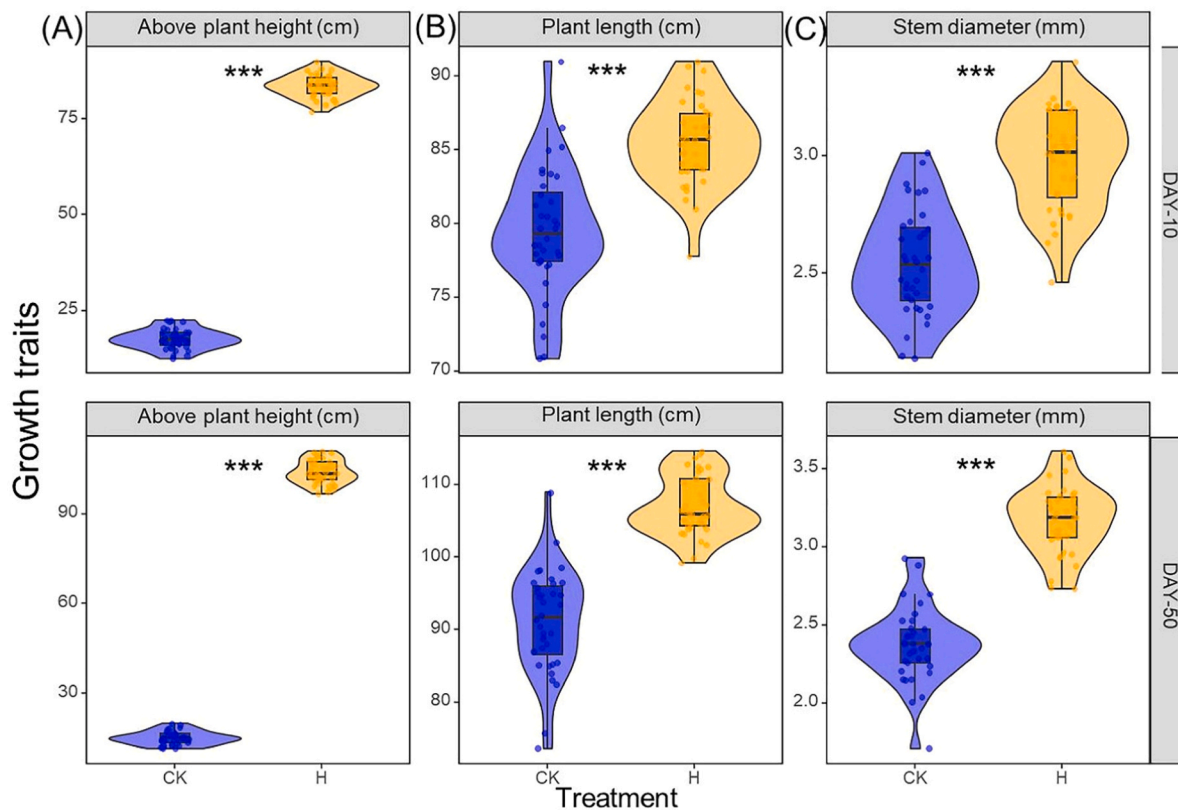 (A) Above plant height (cm) (B) Plant length (cm) (C) Stem diameter (mm)
*** *** ***
75
50
25
90
85
80
75
70
3.0
2.5
DAY-10
Growth traits
Above plant height (cm) Plant length (cm) Stem diameter (mm)
*** *** ***
90
60
30
110
100
90
80
3.5
3.0
2.5
2.0
DAY-50
CK H CK H CK H
Treatment